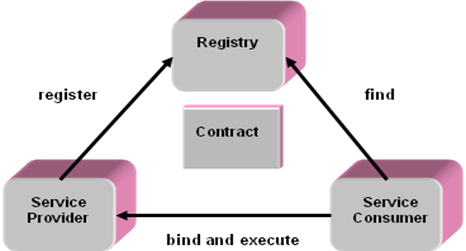 Registry
register
find
Contract
Service
Provider
Service
Consumer
bind and execute